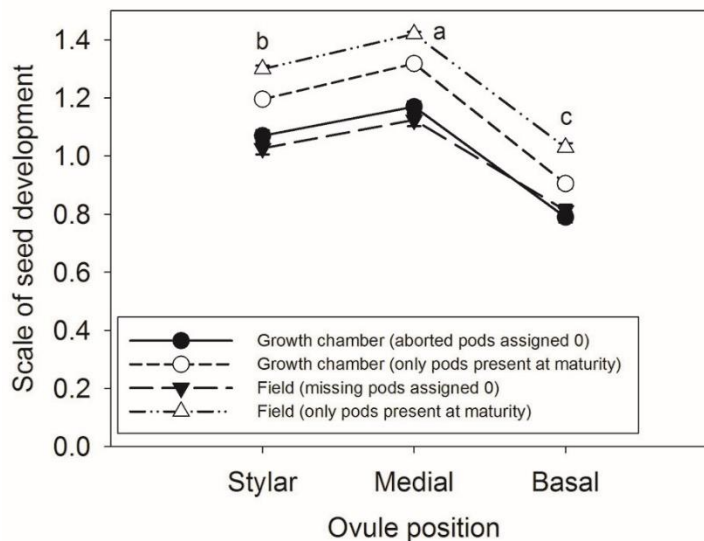 Scale of seed development
1.4
1.2
1.0
0.8
0.6
0.4
0.2
0.0
b
a
c
Growth chamber (aborted pods assigned 0)
Growth chamber (only pods present at maturity)
Field (missing pods assigned 0)
Field (only pods present at maturity)
Stylar Medial Basal
Ovule position